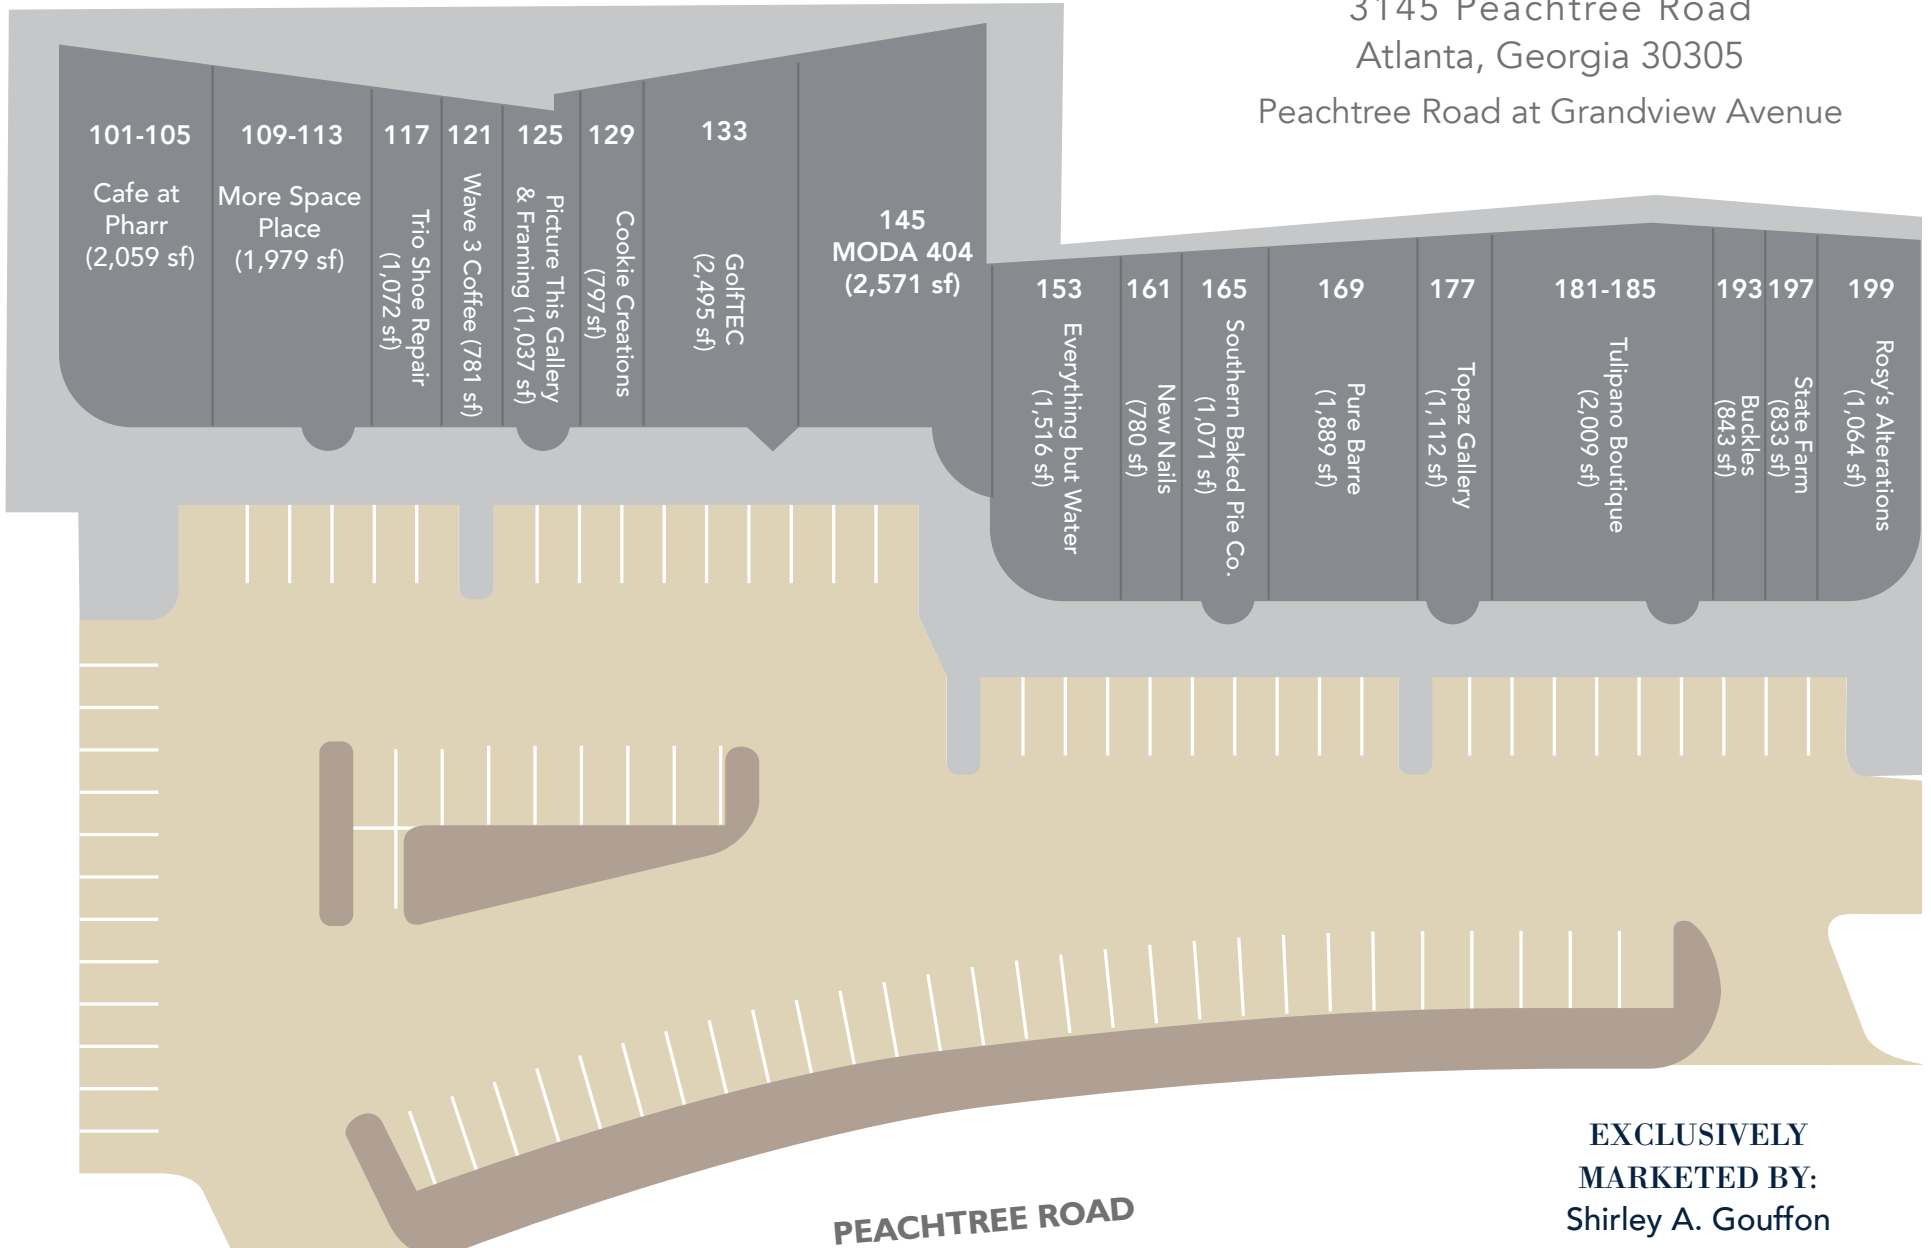 3145 Peachtree Road
Atlanta, Georgia 30305
Peachtree Road at Grandview Avenue
101-105
Cafe at
Pharr
(2,059 sf)
109-113
More Space
Place
(1,979 sf)
117
Trio Shoe Repair
(1,072 sf)
121
Wave 3 Coffee (781 sf)
125
Picture This Gallery
& Framing (1,037 sf)
129
Cookie Creations
(797sf)
133
GolfTEC
(2,495 sf)
145
MODA 404
(2,571 sf)
153
Everything but Water
(1,516 sf)
161
New Nails
(780 sf)
165
Southern Baked Pie Co.
(1,071 sf)
169
Pure Barre
(1,889 sf)
177
Topaz Gallery
(1,112 sf)
181-185
Tulipano Boutique
(2,009 sf)
193
Buckles
(843 sf)
197
State Farm
(833 sf)
199
Rosy's Alterations
(1,064 sf)
PEACHTREE ROAD
EXCLUSIVELY
MARKETED BY:
Shirley A. Gouffon